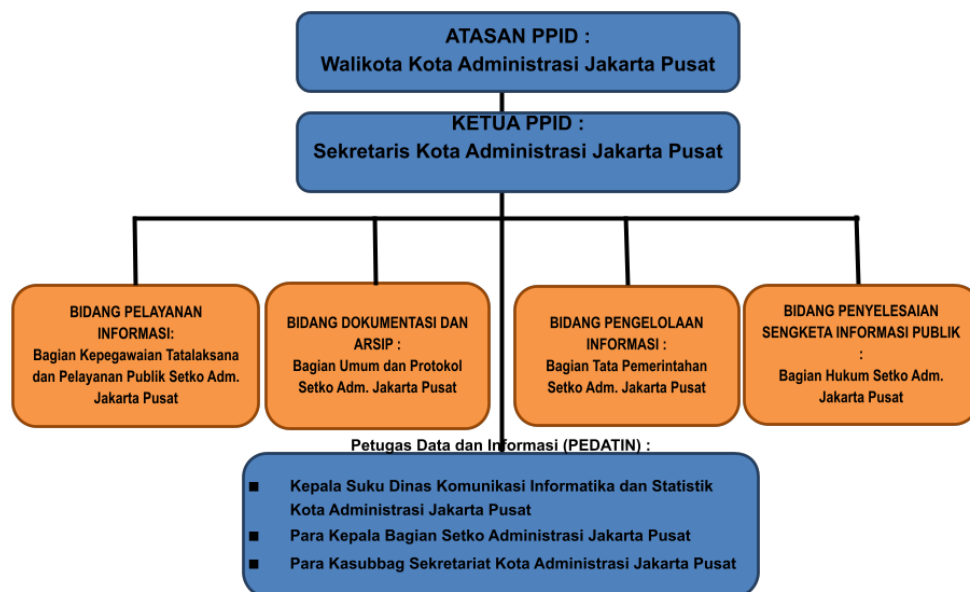 ATASAN PPID :
Walikota Kota Administrasi Jakarta Pusat
KETUA PPID :
Sekretaris Kota Administrasi Jakarta Pusat
BIDANG PELAYANAN
INFORMASI:
Bagian Kepegawaian Tatalaksana
dan Pelayanan Publik Setko Adm.
Jakarta Pusat
BIDANG DOKUMENTASI DAN
ARSIP :
Bagian Umum dan Protokol
Setko Adm. Jakarta Pusat
BIDANG PENGELOLAAN
INFORMASI :
Bagian Tata Pemerintahan
Setko Adm. Jakarta Pusat
BIDANG PENYELESAIAN
SENGKETA INFORMASI PUBLIK
:
Bagian Hukum Setko Adm.
Jakarta Pusat
Petugas Data dan Informasi (PEDATIN) :
■ Kepala Suku Dinas Komunikasi Informatika dan Statistik
Kota Administrasi Jakarta Pusat
■ Para Kepala Bagian Setko Administrasi Jakarta Pusat
■ Para Kasubbag Sekretariat Kota Administrasi Jakarta Pusat